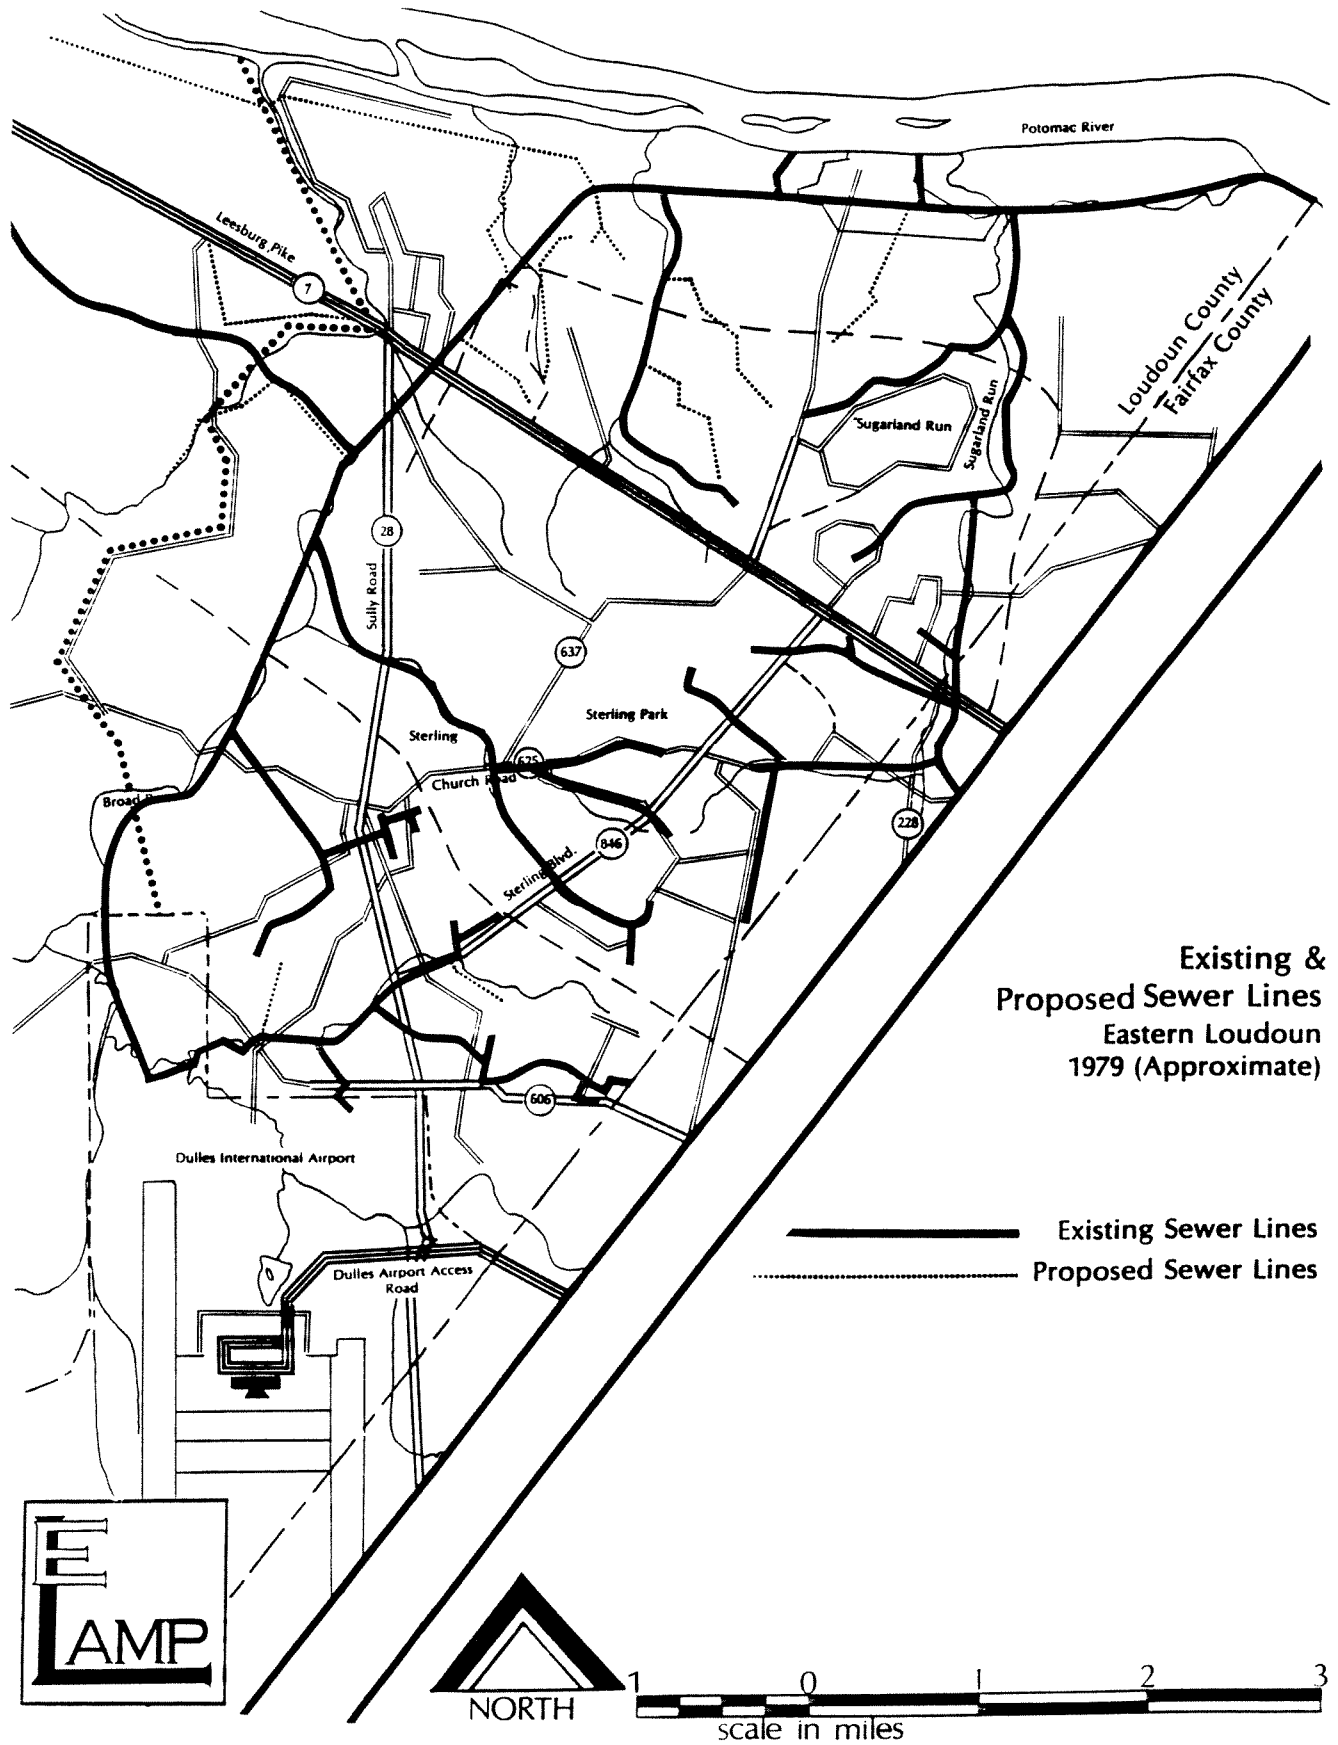 Potomac River
Leesburg Pike
7
Loudoun County
Fairfax County
Sugarland Run
Sugarland Run
28
Sully Road
637
Sterling Park
Sterling
625
Church Road
Broad
846
228
Sterling Blvd.
Existing &
Proposed Sewer Lines
Eastern Loudoun
1979 (Approximate)
606
Dulles International Airport
Existing Sewer Lines
Proposed Sewer Lines
Dulles Airport Access
Road
E
LAMP
NORTH
1 0 1 2 3
scale in miles